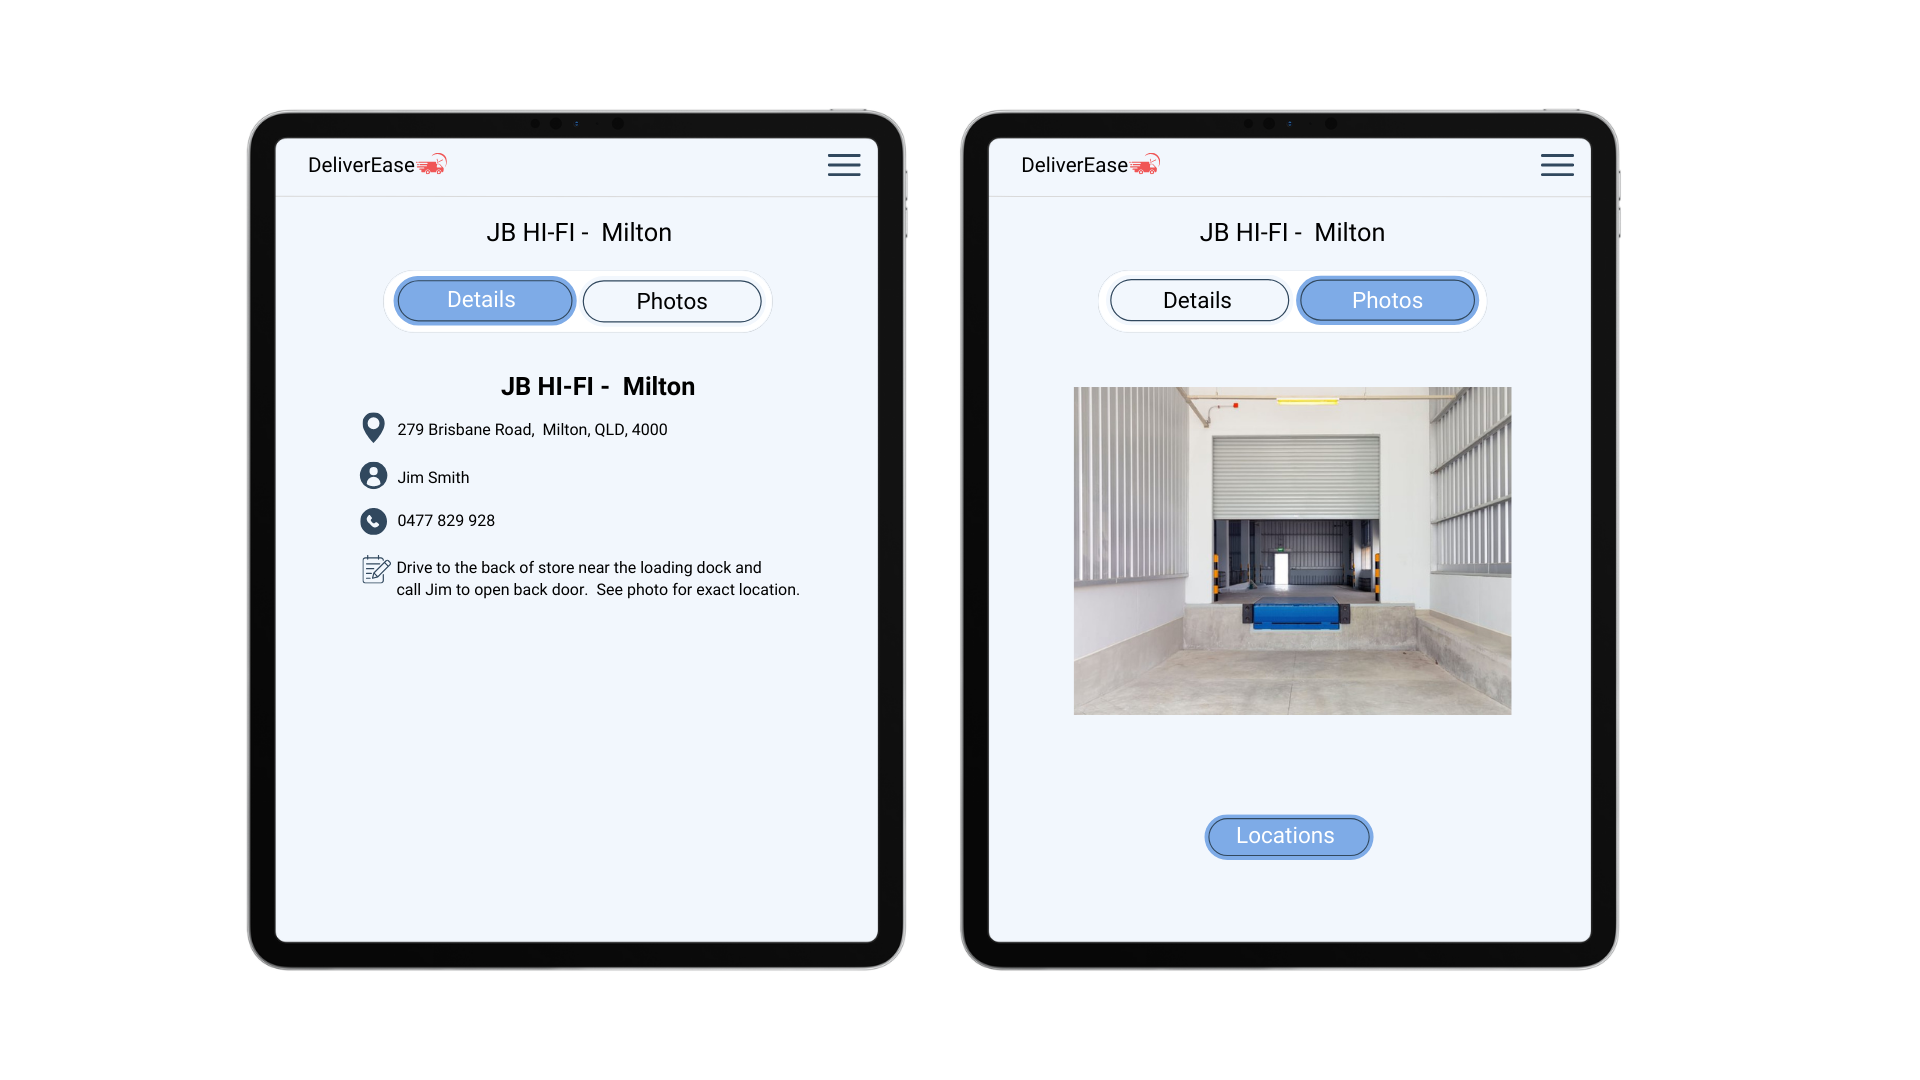 DeliverEase
JB HI-FI - Milton
Details
Photos
JB HI-FI - Milton
279 Brisbane Road, Milton, QLD, 4000
Jim Smith
0477 829 928
Drive to the back of store near the loading dock and
call Jim to open back door. See photo for exact location.
DeliverEase
JB HI-FI - Milton
Details
Photos
Locations